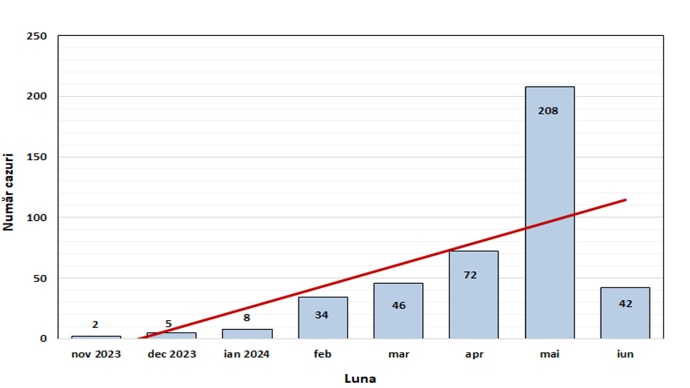 250
200
150
100
50
0
Număr cazuri
2
5
8
34
46
72
208
42
nov 2023
dec 2023
ian 2024
feb
mar
apr
mai
iun
Luna